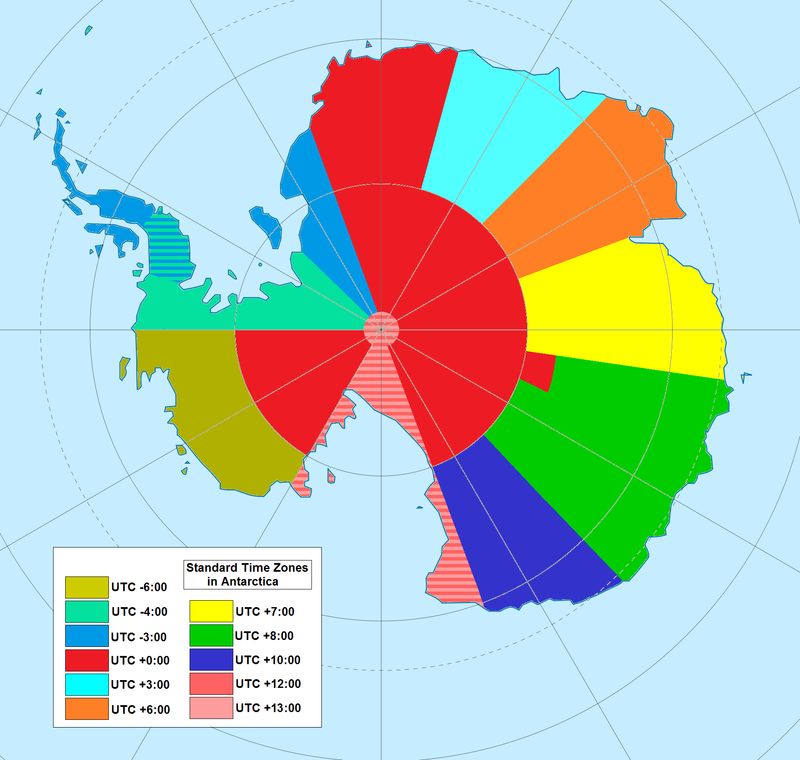 Standard Time Zones
in Antarctica
UTC -6:00
UTC -4:00
UTC -3:00
UTC +0:00
UTC +3:00
UTC +6:00
UTC +7:00
UTC +8:00
UTC +10:00
UTC +12:00
UTC +13:00